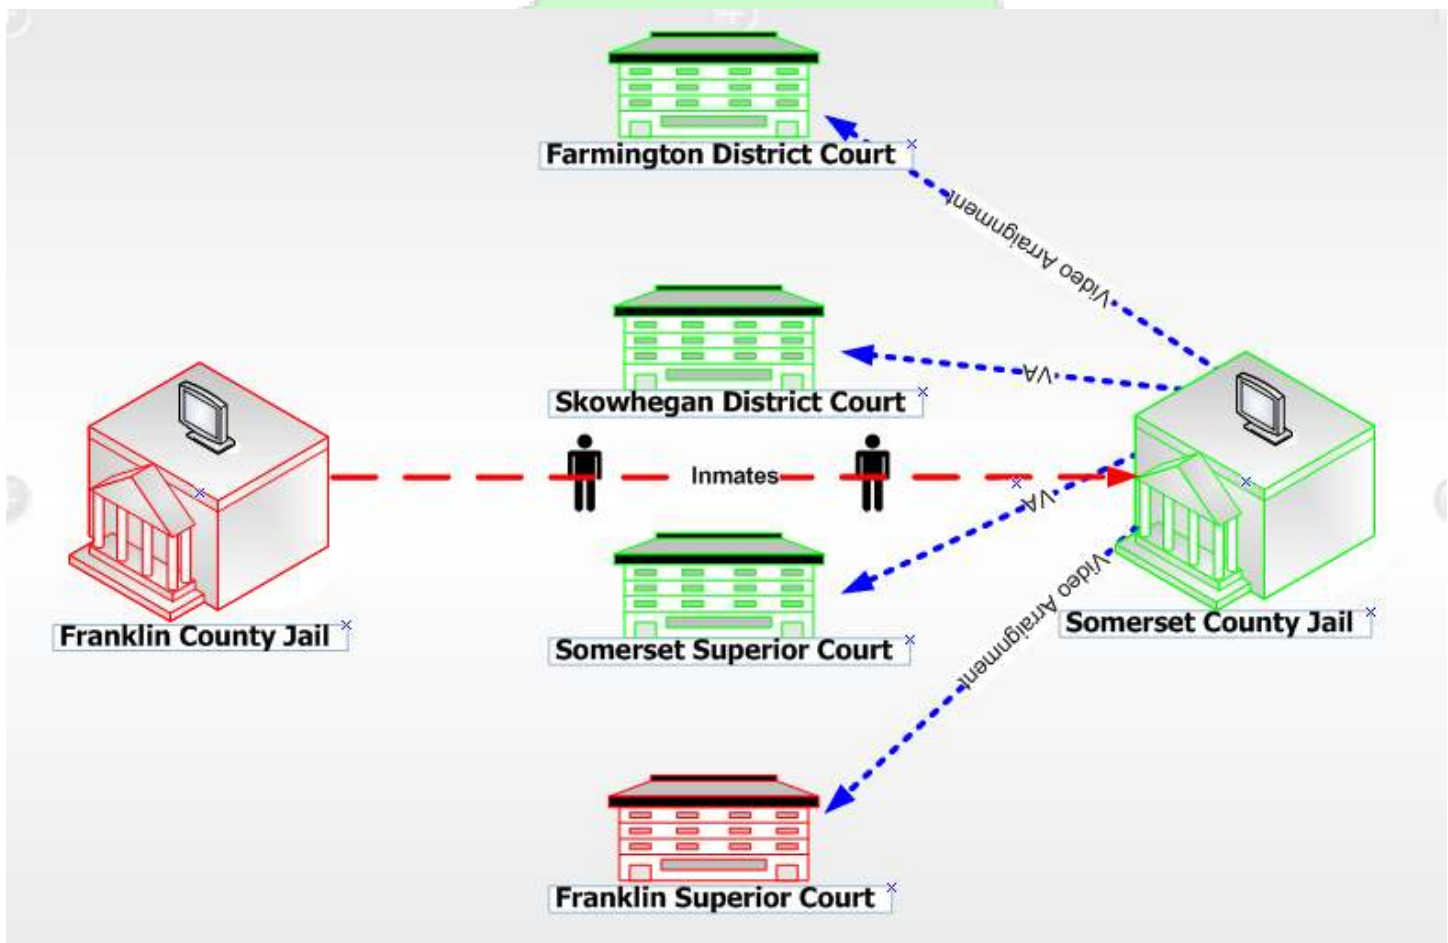 Farmington District Court
Video Arraignment
Skowhegan District Court
VA
Inmates
VA
Somerset Superior Court
Video Arraignment
Franklin County Jail
Somerset County Jail
Franklin Superior Court